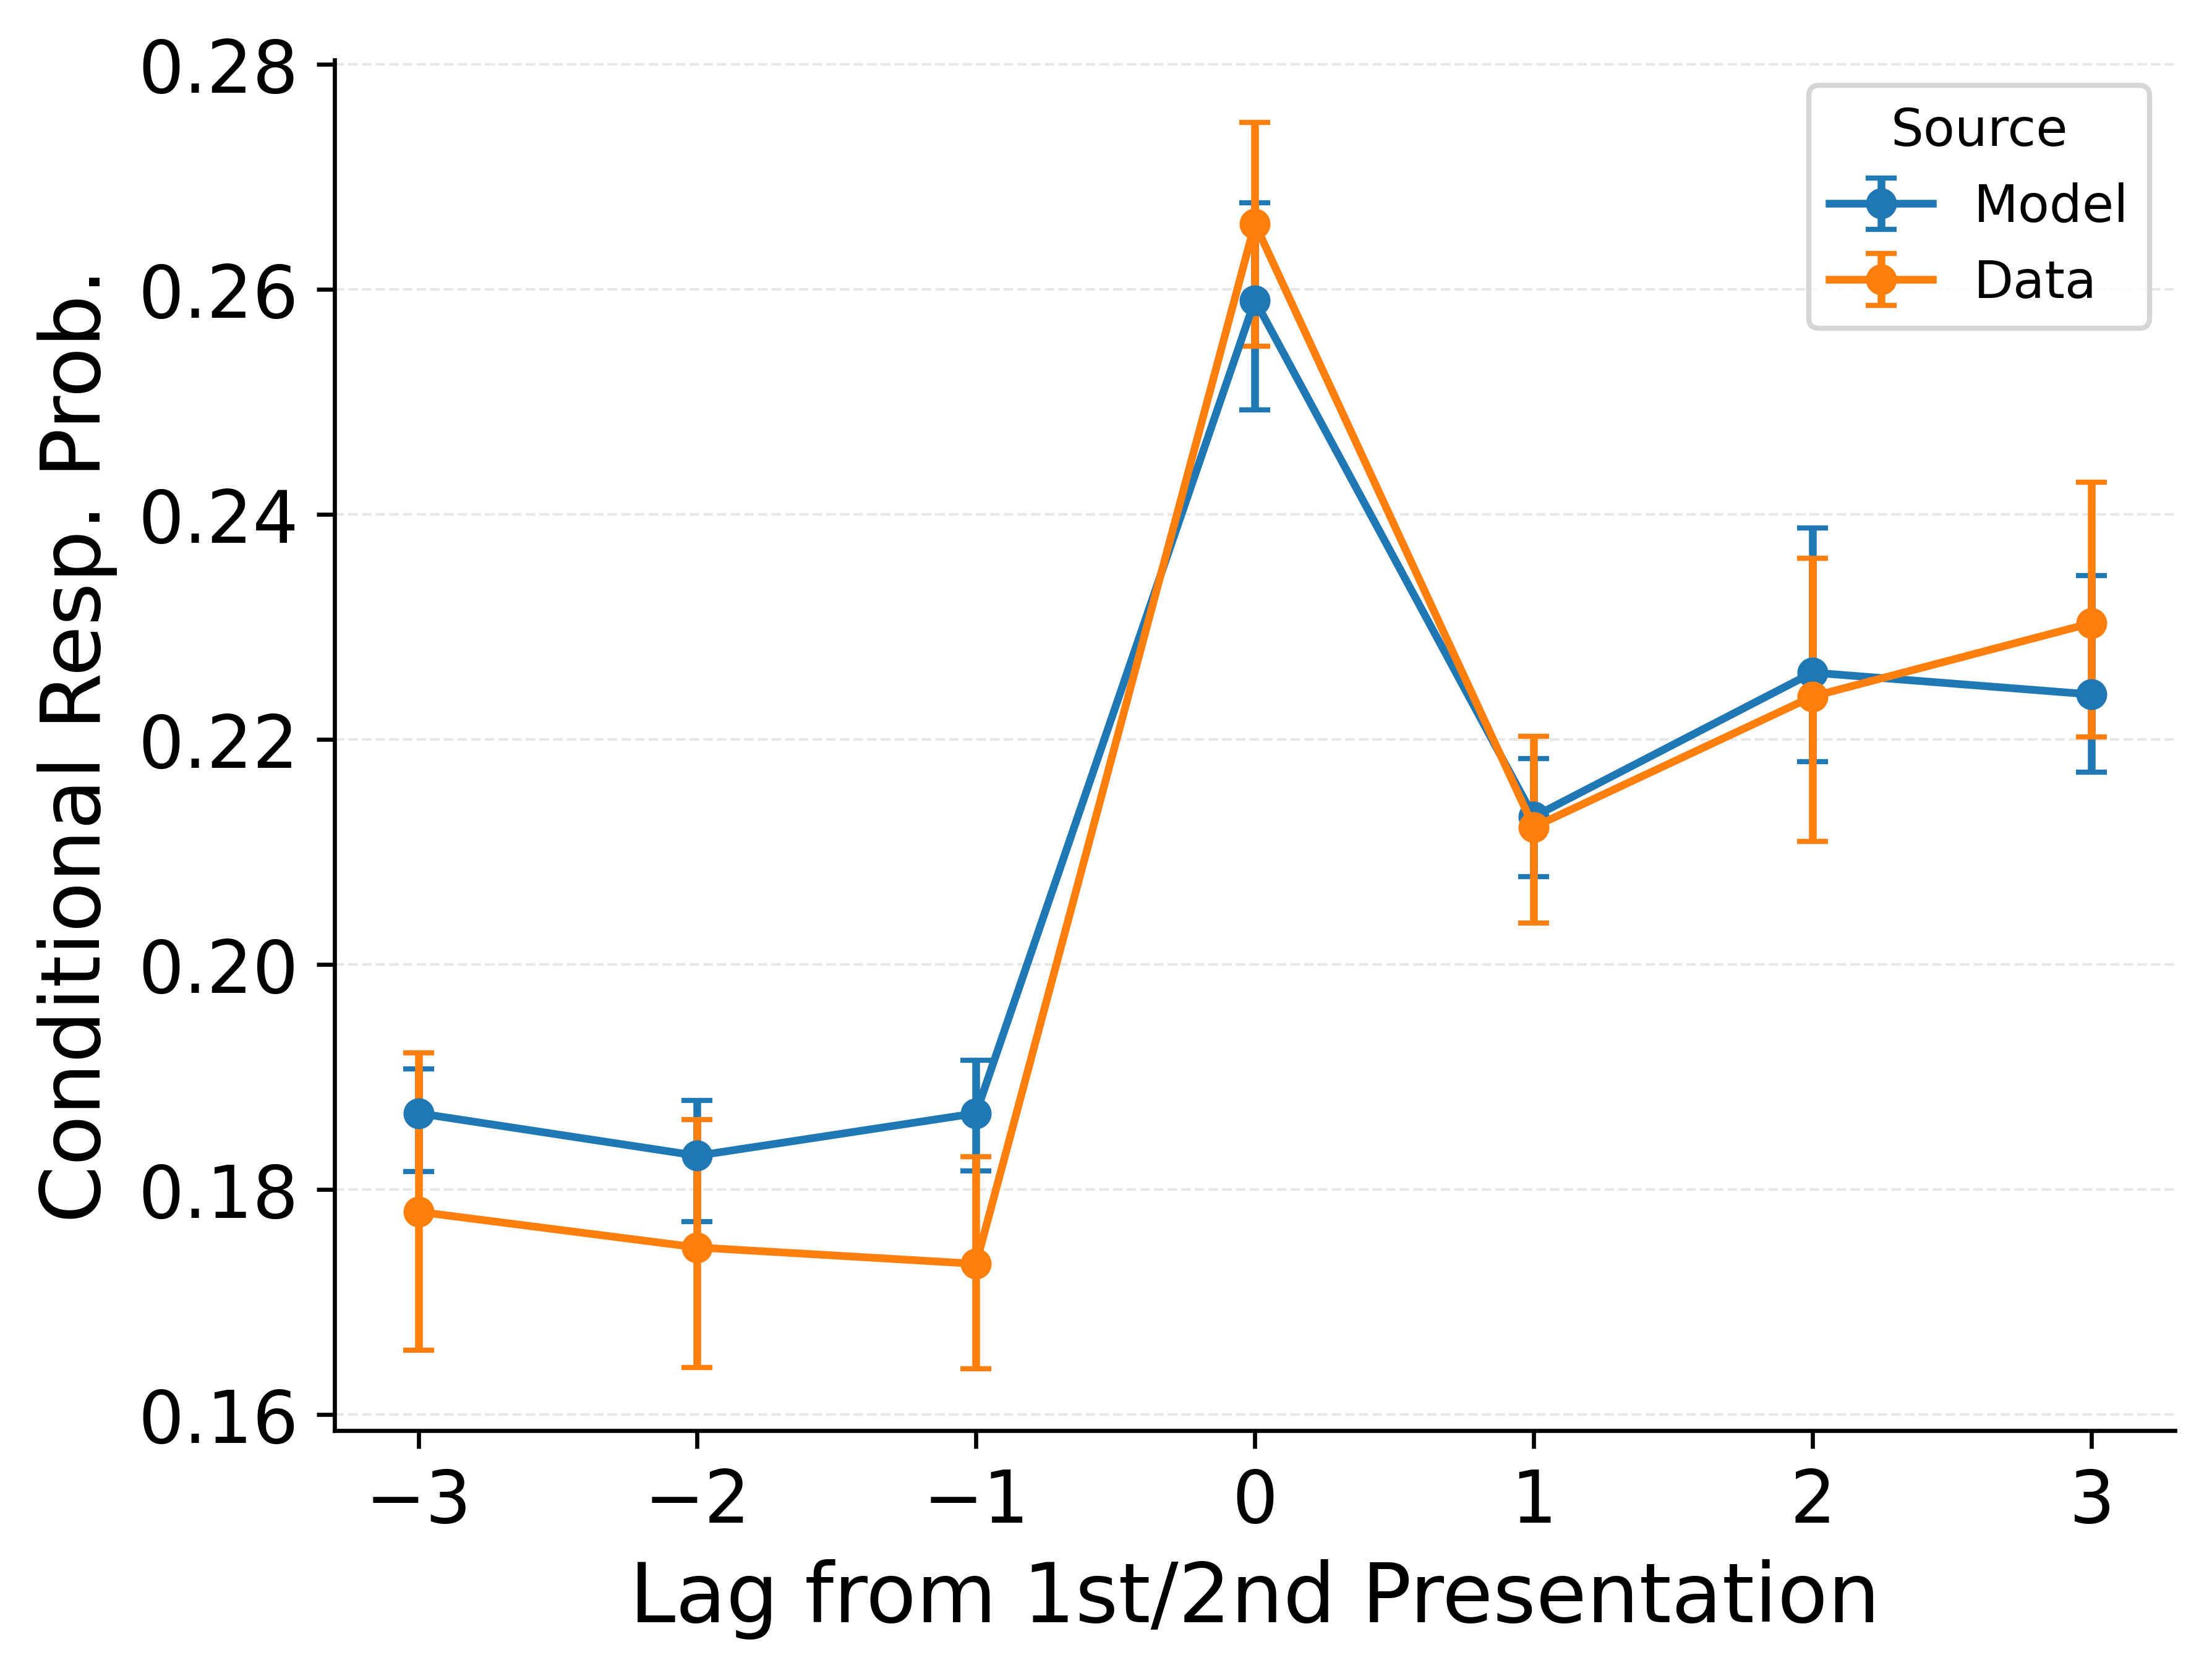 0.28
0.26
0.24
0.22
0.20
0.18
0.16
Conditional Resp. Prob.
Source
Model
Data
−3 −2 −1 0 1 2 3
Lag from 1st/2nd Presentation